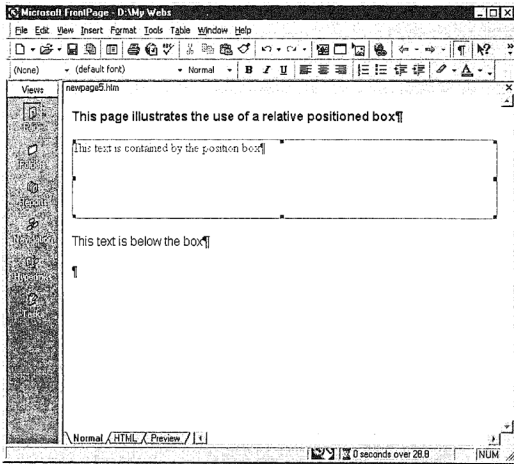 Microsoft FrontPage - D:\My Webs
File Edit View Insert Format Tools Table Window Help
(None) (default font) Normal B I U A
Views newpage5.htm
This page illustrates the use of a relative positioned box¶
This text is contained by the position box¶
This text is below the box¶
¶
Normal HTML Preview
0 seconds over 28.8 NUM